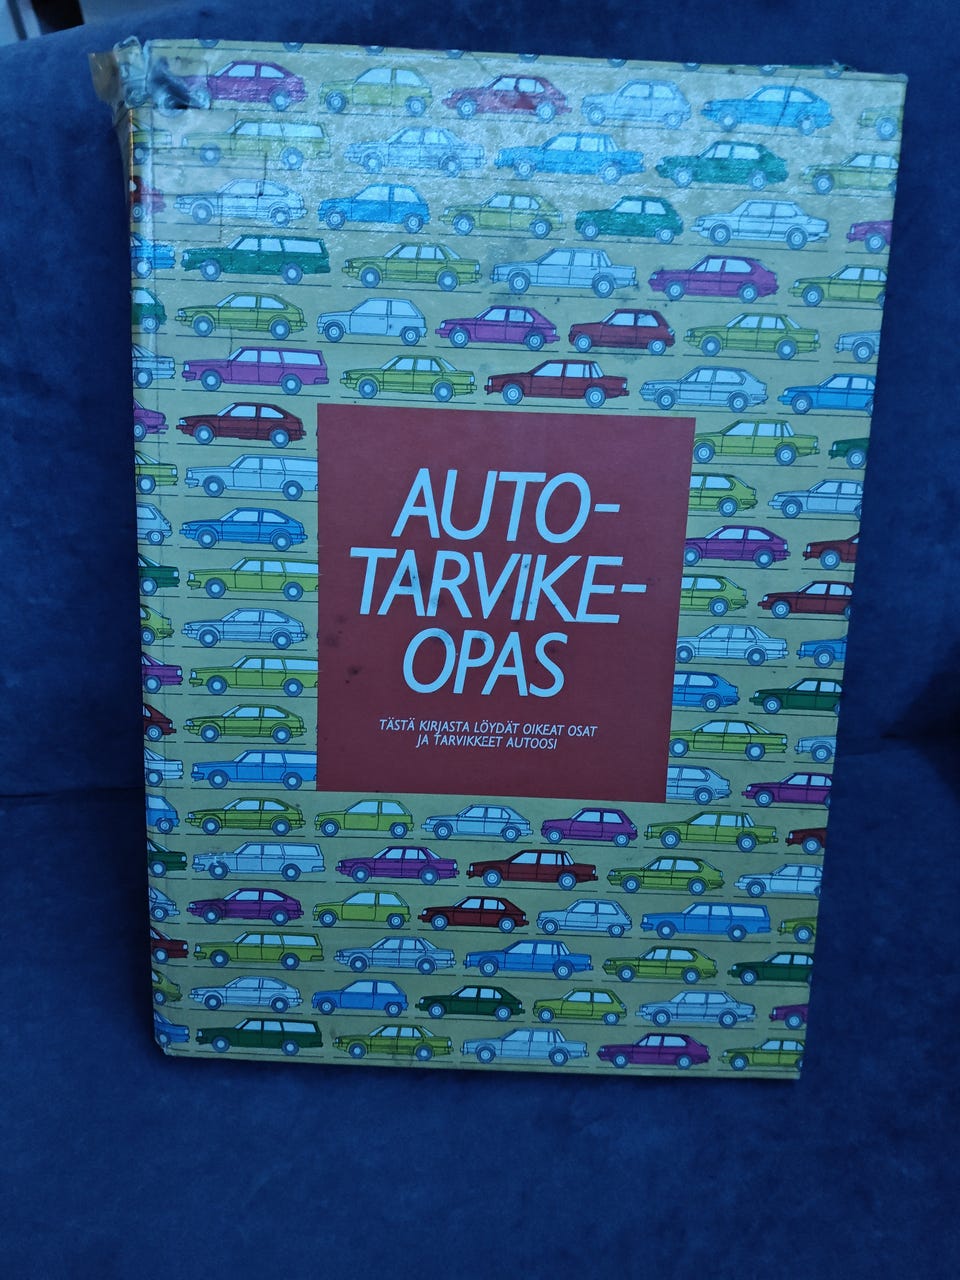 AUTO-
TARVIKE-
OPAS
TÄSTÄ KIRJASTA LÖYDÄT OIKEAT OSAT
JA TARVIKKEET AUTOOSI